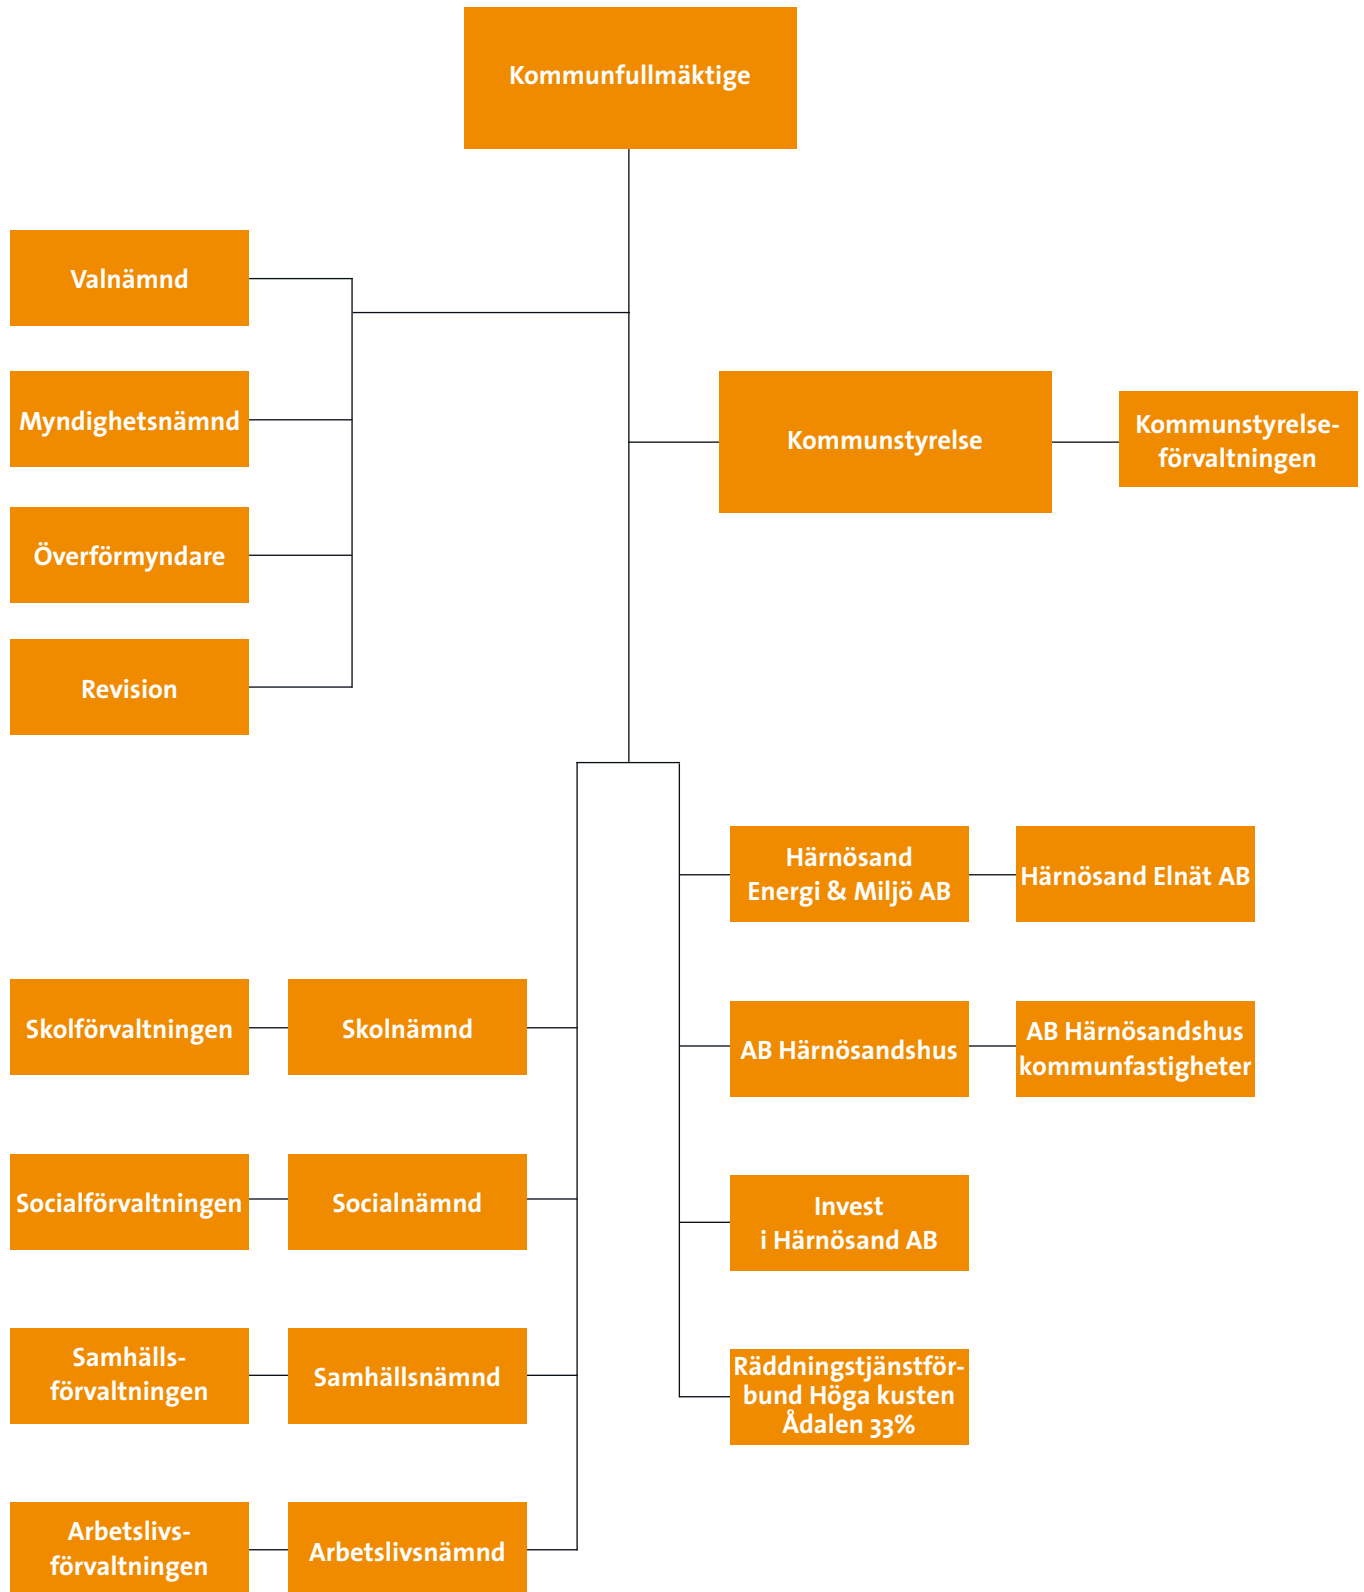 Kommunfullmäktige
Valnämnd
Myndighetsnämnd
Överförmyndare
Revision
Kommunstyrelse
Kommunstyrelse-
förvaltningen
Härnösand
Energi & Miljö AB
Härnösand Elnät AB
Skolförvaltningen
Skolnämnd
AB Härnösandshus
AB Härnösandshus
kommunfastigheter
Socialförvaltningen
Socialnämnd
Invest
i Härnösand AB
Samhälls-
förvaltningen
Samhällsnämnd
Räddningstjänstför-
bund Höga kusten
Ådalen 33%
Arbetslivs-
förvaltningen
Arbetslivsnämnd